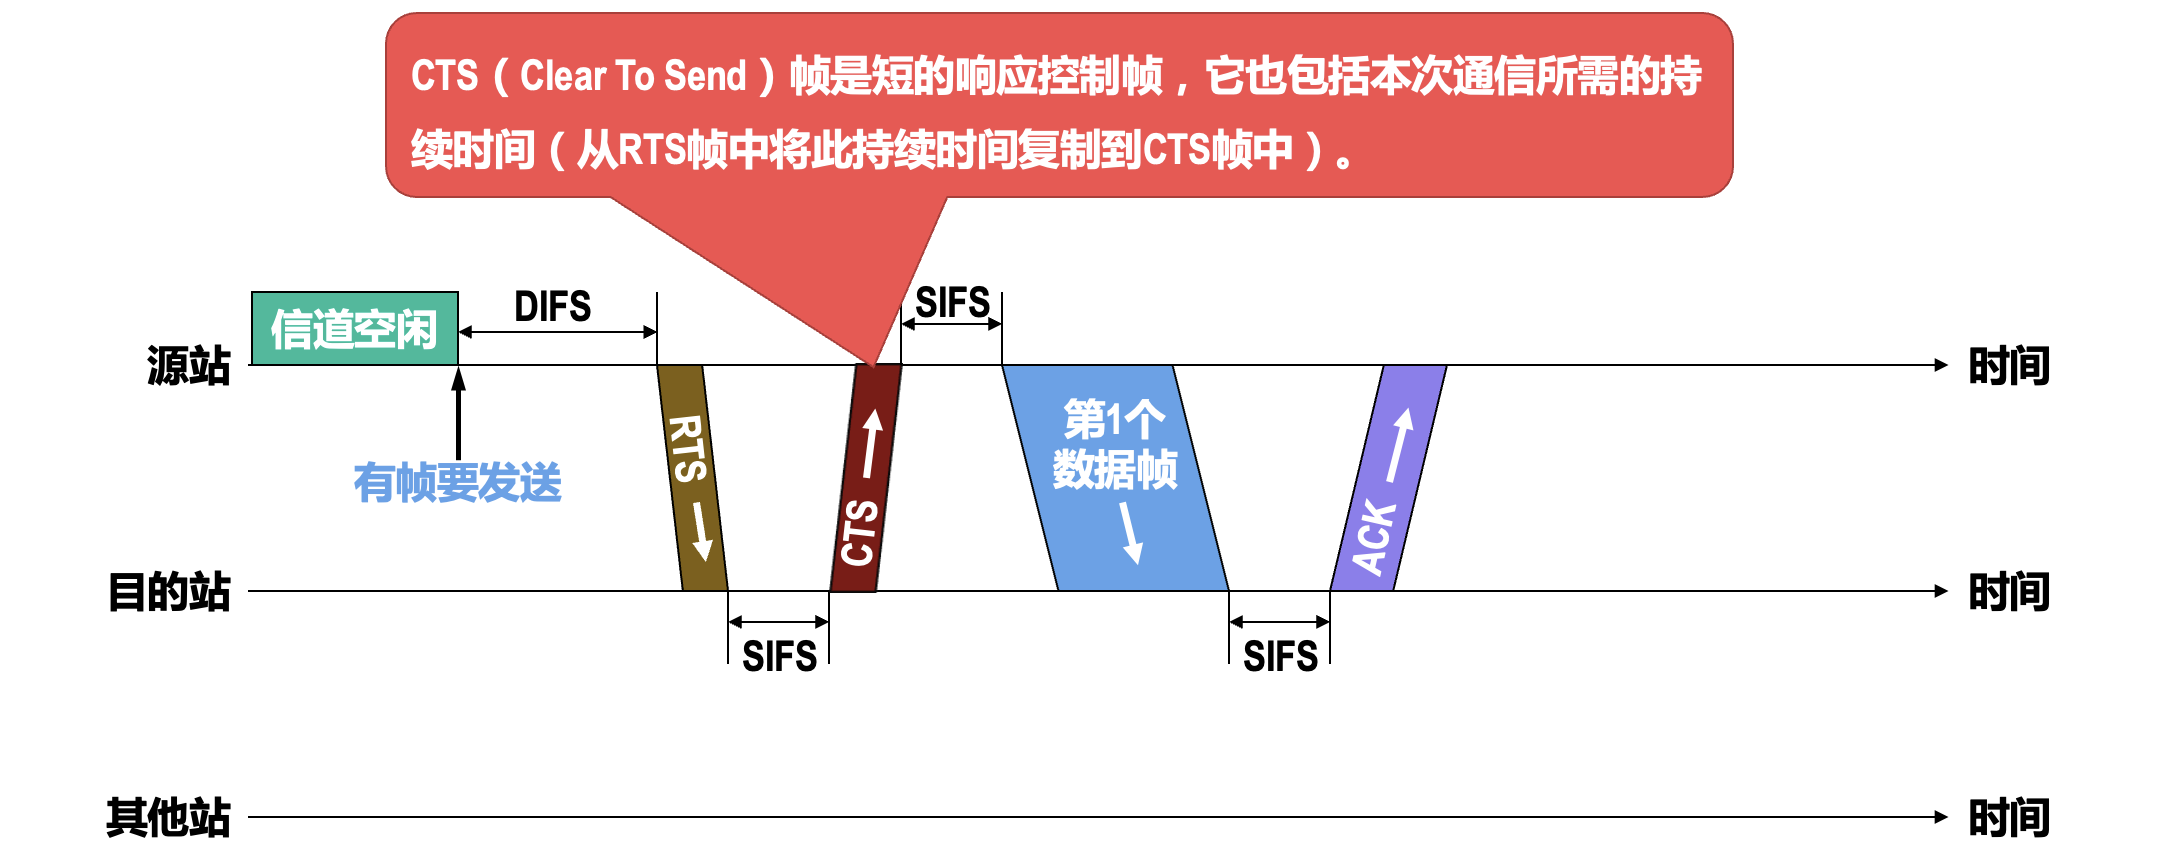 CTS（Clear To Send）帧是短的响应控制帧，它也包括本次通信所需的持
续时间（从RTS帧中将此持续时间复制到CTS帧中）。
信道空闲
DIFS
SIFS
源站
时间
有帧要发送
RTS
CTS
第1个
数据帧
ACK
目的站
时间
SIFS
SIFS
其他站
时间